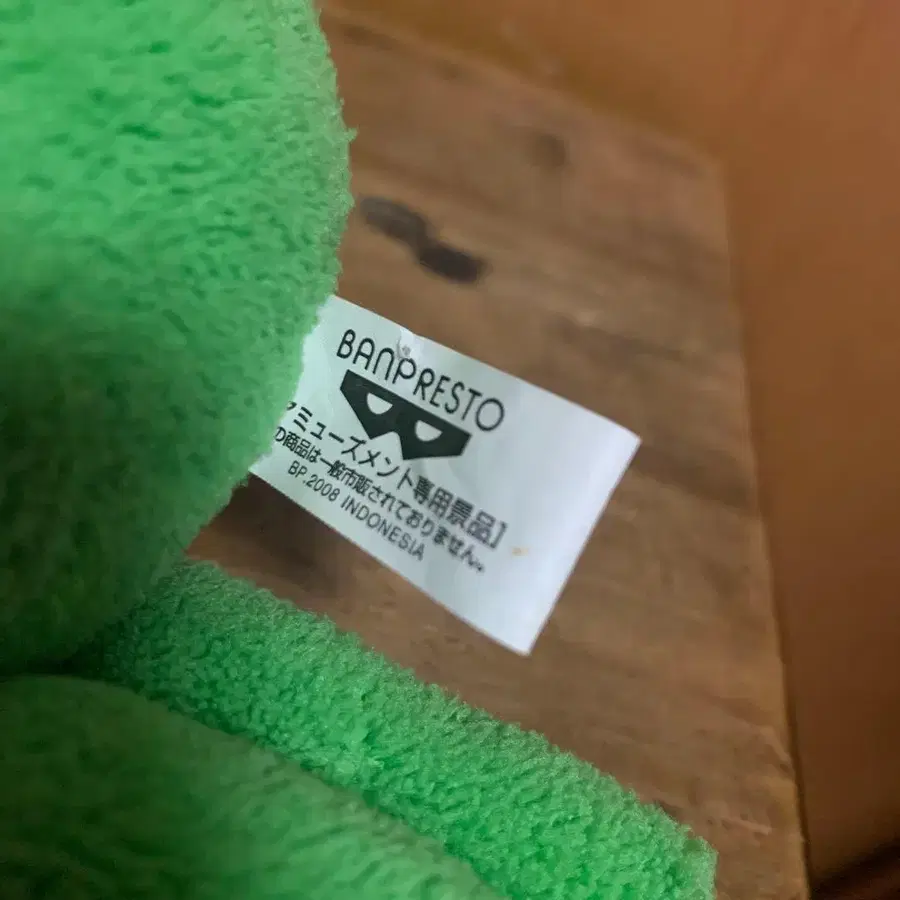 BANPRESTO
アミューズメント専用景品]
の商品は一般市販されておりません。
BP.2008 INDONESIA